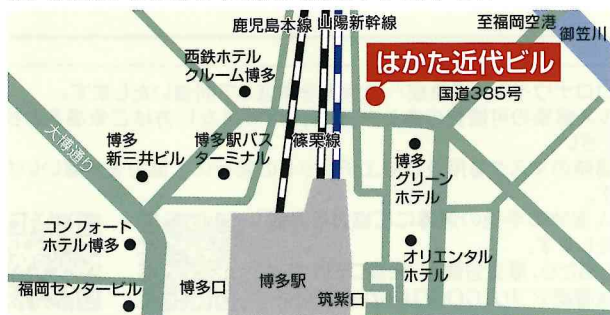 鹿児島本線
山陽新幹線
至福岡空港
御笠川
西鉄ホテル
クルーム博多
はかた近代ビル
国道385号
大博通り
博多
新三井ビル
博多駅バス
ターミナル
篠栗線
博多
グリーン
ホテル
コンフォート
ホテル博多
オリエンタル
ホテル
福岡センタービル
博多口
博多駅
筑紫口